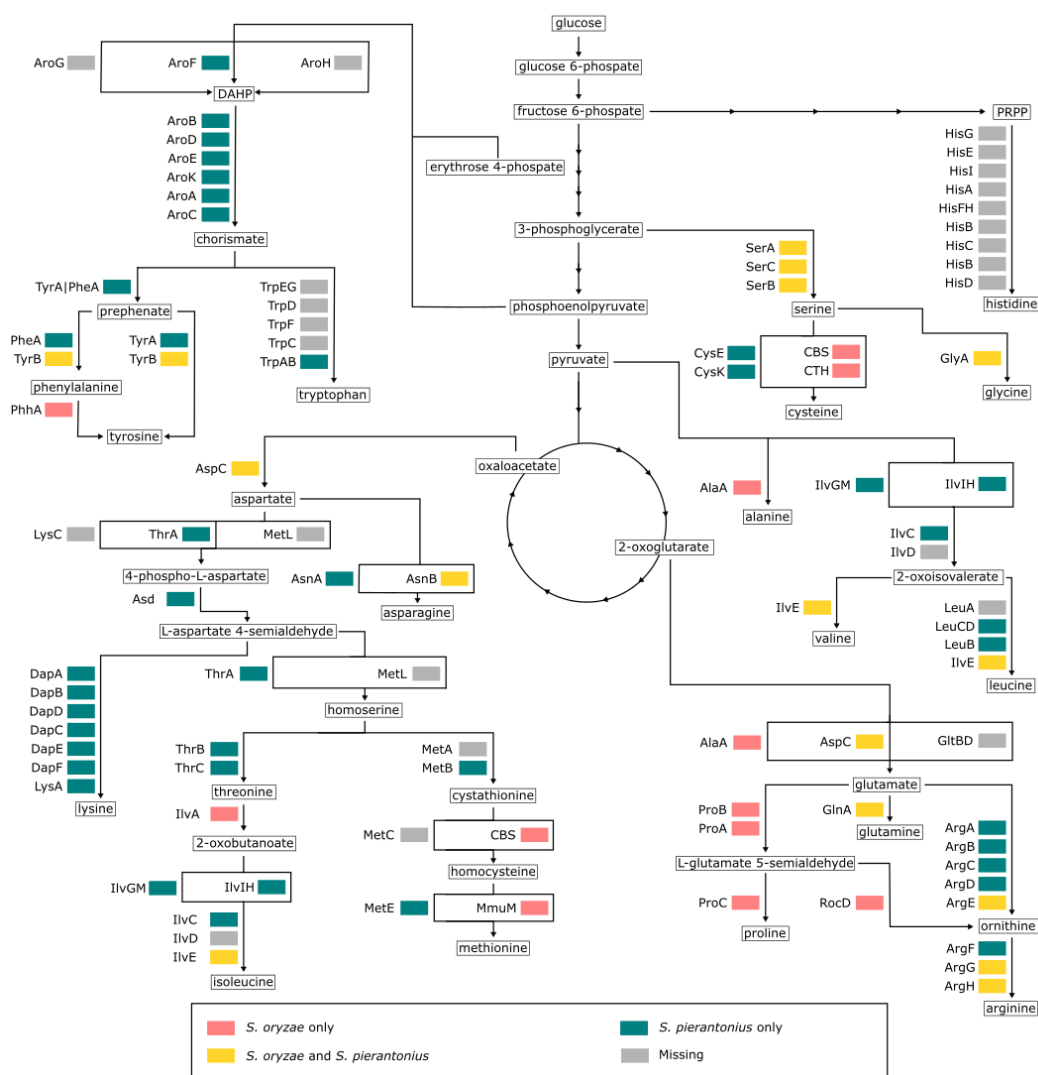 glucose
glucose 6-phospate
fructose 6-phospate
PRPP
AroG
AroF
AroH
DAHP
AroB
AroD
AroE
AroK
AroA
AroC
chorismate
erythrose 4-phospate
HisG
HisE
HisI
HisA
HisFH
HisB
HisC
HisB
HisD
histidine
3-phosphoglycerate
SerA
SerC
SerB
serine
phosphoenolpyruvate
pyruvate
TyrA|PheA
prephenate
PheA
TyrB
TyrA
TyrB
phenylalanine
PhhA
tyrosine
TrpEG
TrpD
TrpF
TrpC
TrpAB
tryptophan
CysE
CysK
CBS
CTH
cysteine
GlyA
glycine
oxaloacetate
2-oxoglutarate
AspC
aspartate
LysC
ThrA
MetL
4-phospho-L-aspartate
Asd
AsnA
AsnB
asparagine
L-aspartate 4-semialdehyde
AlaA
alanine
IlvGM
IlvIH
IlvC
IlvD
2-oxoisovalerate
IlvE
valine
LeuA
LeuCD
LeuB
IlvE
leucine
DapA
DapB
DapD
DapC
DapE
DapF
LysA
lysine
ThrA
MetL
homoserine
ThrB
ThrC
threonine
IlvA
2-oxobutanoate
IlvGM
IlvIH
IlvC
IlvD
IlvE
isoleucine
MetA
MetB
cystathionine
MetC
CBS
homocysteine
MetE
MmuM
methionine
AlaA
AspC
GltBD
glutamate
ProB
ProA
GlnA
glutamine
L-glutamate 5-semialdehyde
ProC
RocD
proline
ArgA
ArgB
ArgC
ArgD
ArgE
ornithine
ArgF
ArgG
ArgH
arginine
S. oryzae only
S. pierantonius only
S. oryzae and S. pierantonius
Missing